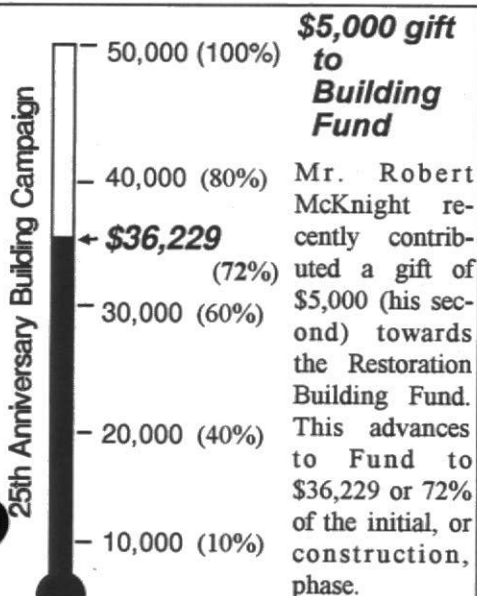 25th Anniversary Building Campaign
50,000 (100%)
40,000 (80%)
$36,229
(72%)
30,000 (60%)
20,000 (40%)
10,000 (10%)
$5,000 gift
to
Building
Fund
Mr. Robert
McKnight re-
cently contrib-
uted a gift of
$5,000 (his sec-
ond) towards
the Restoration
Building Fund.
This advances
to Fund to
$36,229 or 72%
of the initial, or
construction,
phase.